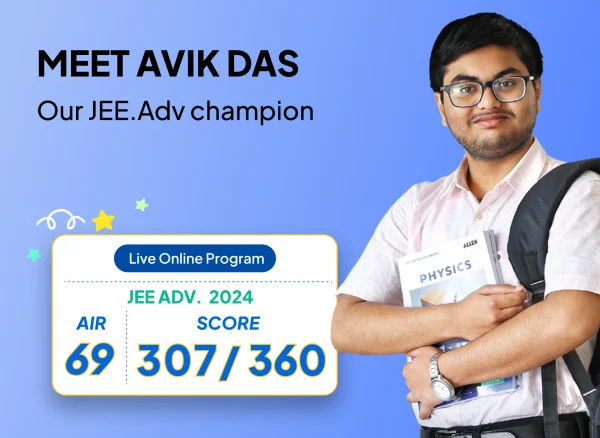 MEET AVIK DAS
Our JEE.Adv champion
Live Online Program
JEE ADV. 2024
AIR
SCORE
69
307/ 360
ALLEN
PHYSICS